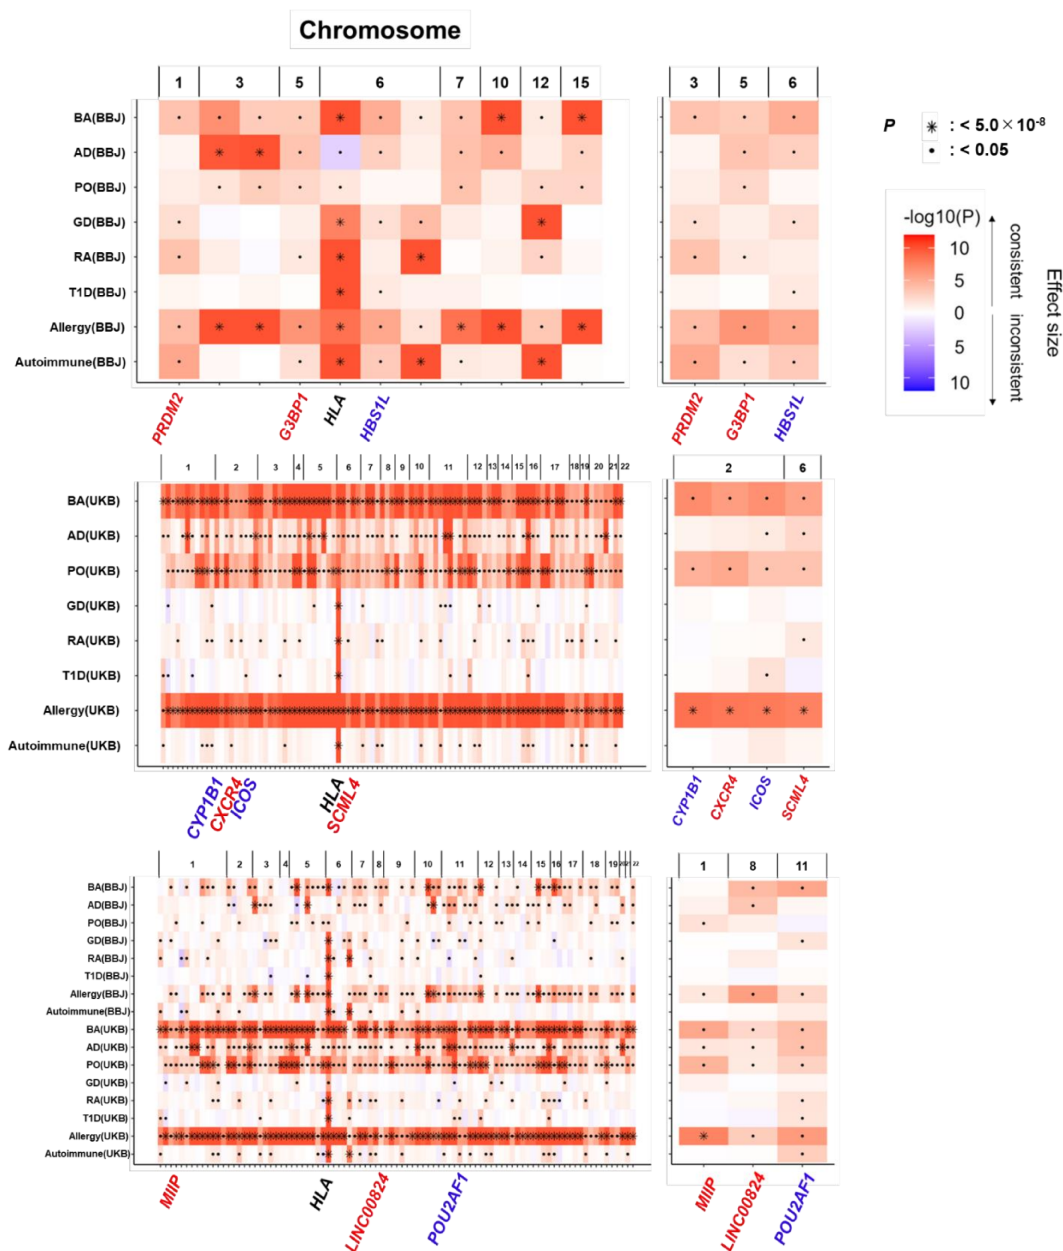 Chromosome
1 3 5 6 7 10 12 15
3 5 6
BA(BBJ)
AD(BBJ)
PO(BBJ)
GD(BBJ)
RA(BBJ)
T1D(BBJ)
Allergy(BBJ)
Autoimmune(BBJ)
PRDM2 G3BP1 HLA HBS1L
PRDM2 G3BP1 HBS1L
P * : < 5.0×10-8
• : < 0.05
-log10(P)
10
5
0
5
10
consistent
inconsistent
Effect size
1 2 3 4 5 6 7 8 9 10 11 12 13 14 15 16 17 18 19 20 21 22
2 6
BA(UKB)
AD(UKB)
PO(UKB)
GD(UKB)
RA(UKB)
T1D(UKB)
Allergy(UKB)
Autoimmune(UKB)
CYP1B1 CXCR4 ICOS HLA SCML4
CYP1B1 CXCR4 ICOS SCML4
1 2 3 4 5 6 7 8 9 10 11 12 13 14 15 16 17 18 19 22
1 8 11
BA(BBJ)
AD(BBJ)
PO(BBJ)
GD(BBJ)
RA(BBJ)
T1D(BBJ)
Allergy(BBJ)
Autoimmune(BBJ)
BA(UKB)
AD(UKB)
PO(UKB)
GD(UKB)
RA(UKB)
T1D(UKB)
Allergy(UKB)
Autoimmune(UKB)
MIIP HLA LINC00824 POU2AF1
MIIP LINC00824 POU2AF1